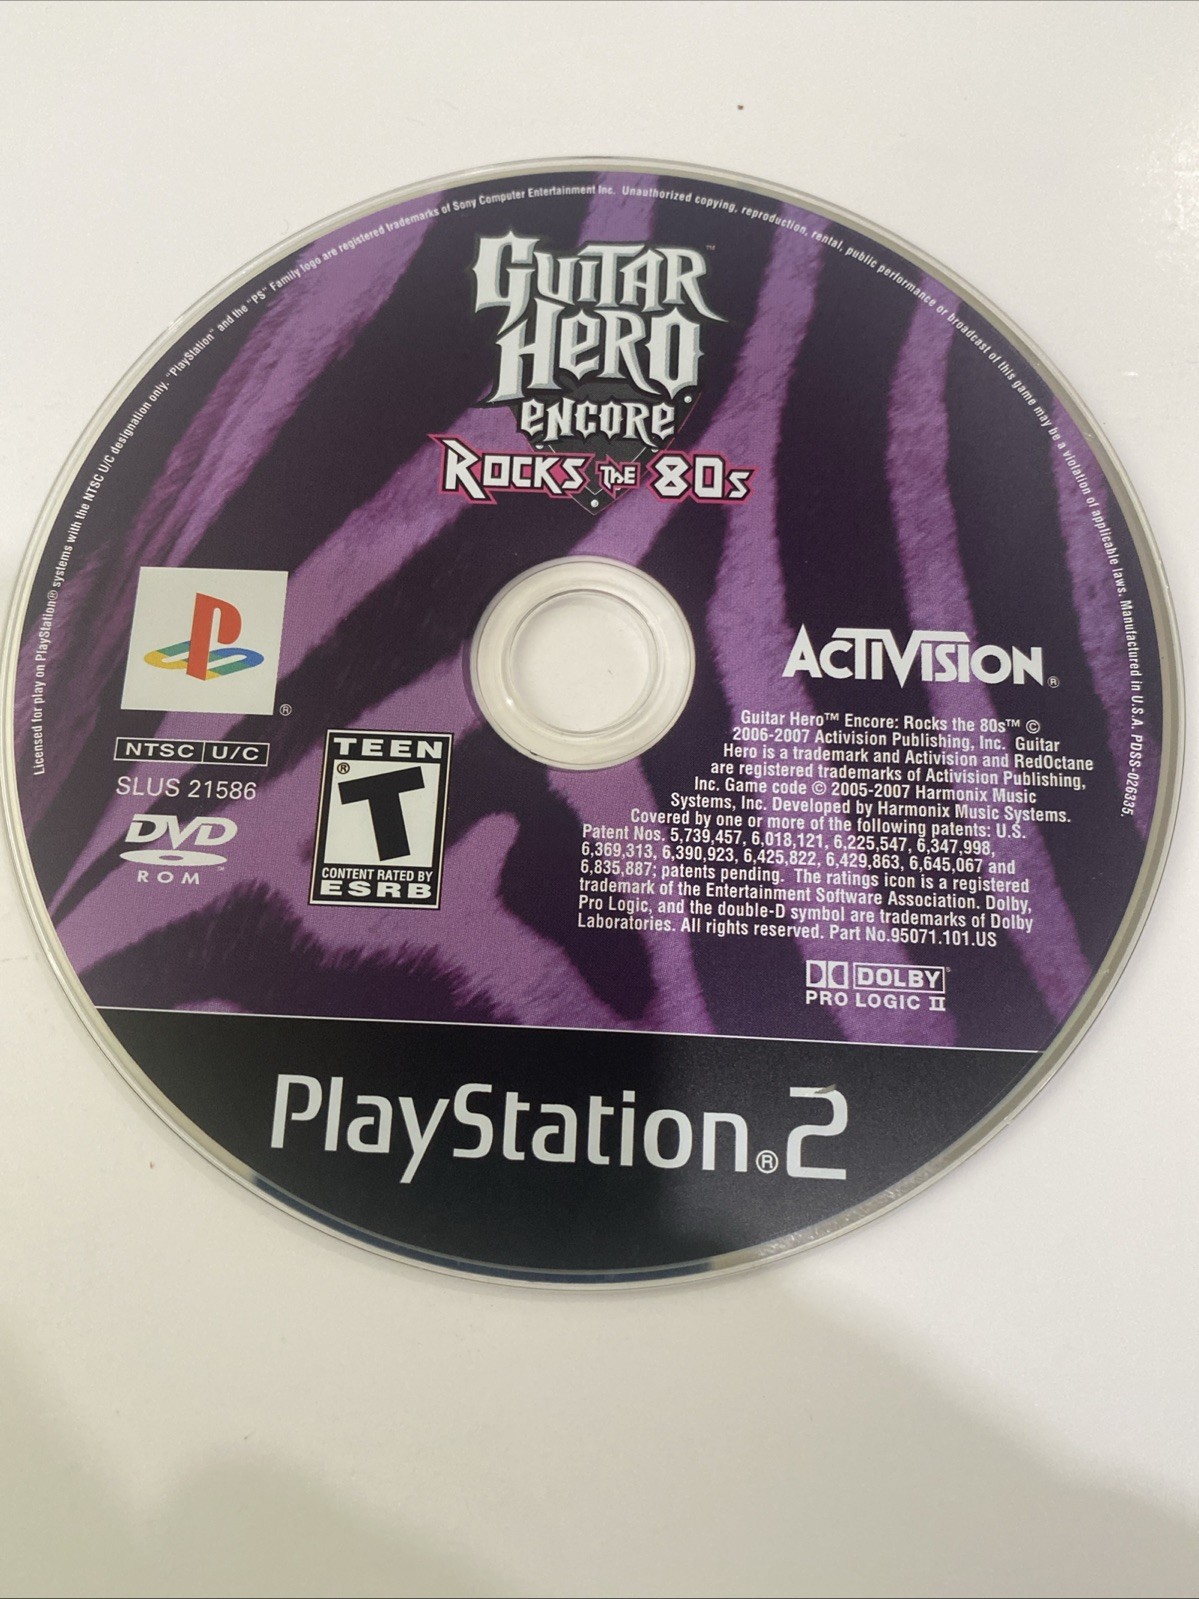 Licensed for play on PlayStation® systems with the NTSC U/C designation only. "PlayStation" and the "PS" Family logo are registered trademarks of Sony Computer Entertainment Inc. Unauthorized copying, reproduction, rental, public performance or broadcast of this game may be a violation of applicable laws. Manufactured in U.S.A. PDSS-026335.
GUITAR™
HERO
ENCORE
ROCKS THE 80s
®
NTSC U/C
SLUS 21586
DVD™
ROM
TEEN
® T
CONTENT RATED BY
ESRB
ACTIVISION®
Guitar Hero™ Encore: Rocks the 80s™ ©
2006-2007 Activision Publishing, Inc. Guitar
Hero is a trademark and Activision and RedOctane
are registered trademarks of Activision Publishing,
Inc. Game code © 2005-2007 Harmonix Music
Systems, Inc. Developed by Harmonix Music Systems.
Covered by one or more of the following patents: U.S.
Patent Nos. 5,739,457, 6,018,121, 6,225,547, 6,347,998,
6,369,313, 6,390,923, 6,425,822, 6,429,863, 6,645,067 and
6,835,887; patents pending. The ratings icon is a registered
trademark of the Entertainment Software Association. Dolby,
Pro Logic, and the double-D symbol are trademarks of Dolby
Laboratories. All rights reserved. Part No.95071.101.US
DOLBY®
PRO LOGIC II
PlayStation®2